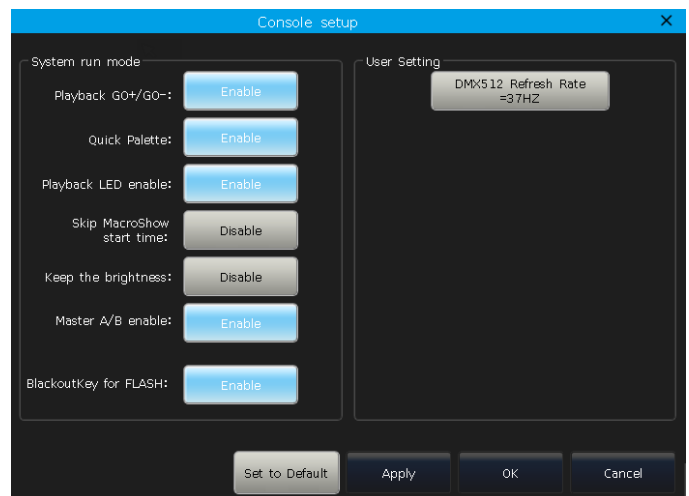 Console setup
System run mode
Playback GO+/GO-:
Enable
Quick Palette:
Enable
Playback LED enable:
Enable
Skip MacroShow
start time:
Disable
Keep the brightness:
Disable
Master A/B enable:
Enable
BlackoutKey for FLASH:
Enable
User Setting
DMX512 Refresh Rate
=37HZ
Set to Default
Apply
OK
Cancel